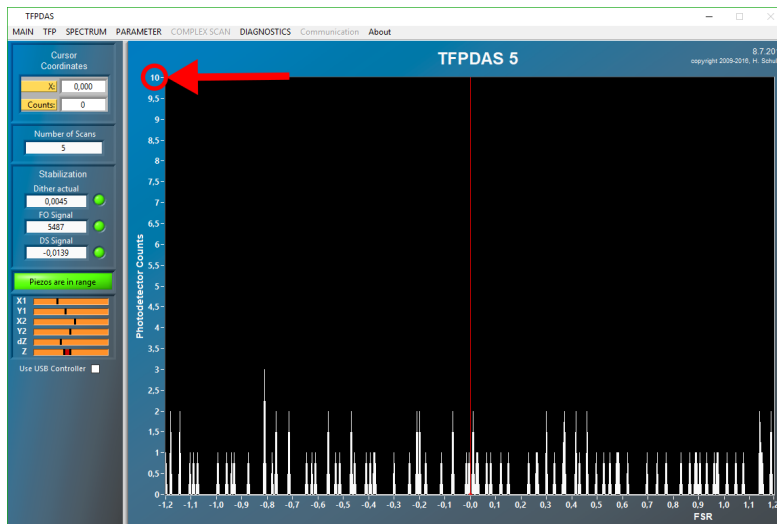 TFPDAS
MAIN TFP SPECTRUM PARAMETER COMPLEX SCAN DIAGNOSTICS Communication About
Cursor
Coordinates
X: 0,000
Counts: 0
Number of Scans
5
Stabilization
Dither actual
0,0045
FO Signal
5487
DS Signal
-0,0139
Piezos are in range
X1
Y1
X2
Y2
dZ
Z
Use USB Controller
TFPDAS 5
8.7.20
copyright 2009-2016, H. Schul
Photodetector Counts
10
9,5
9
8,5
8
7,5
7
6,5
6
5,5
5
4,5
4
3,5
3
2,5
2
1,5
1
0,5
0
-1,2 -1,1 -1,0 -0,9 -0,8 -0,7 -0,6 -0,5 -0,4 -0,3 -0,2 -0,1 -0,0 0,1 0,2 0,3 0,4 0,5 0,6 0,7 0,8 0,9 1,0 1,1 1,2
FSR